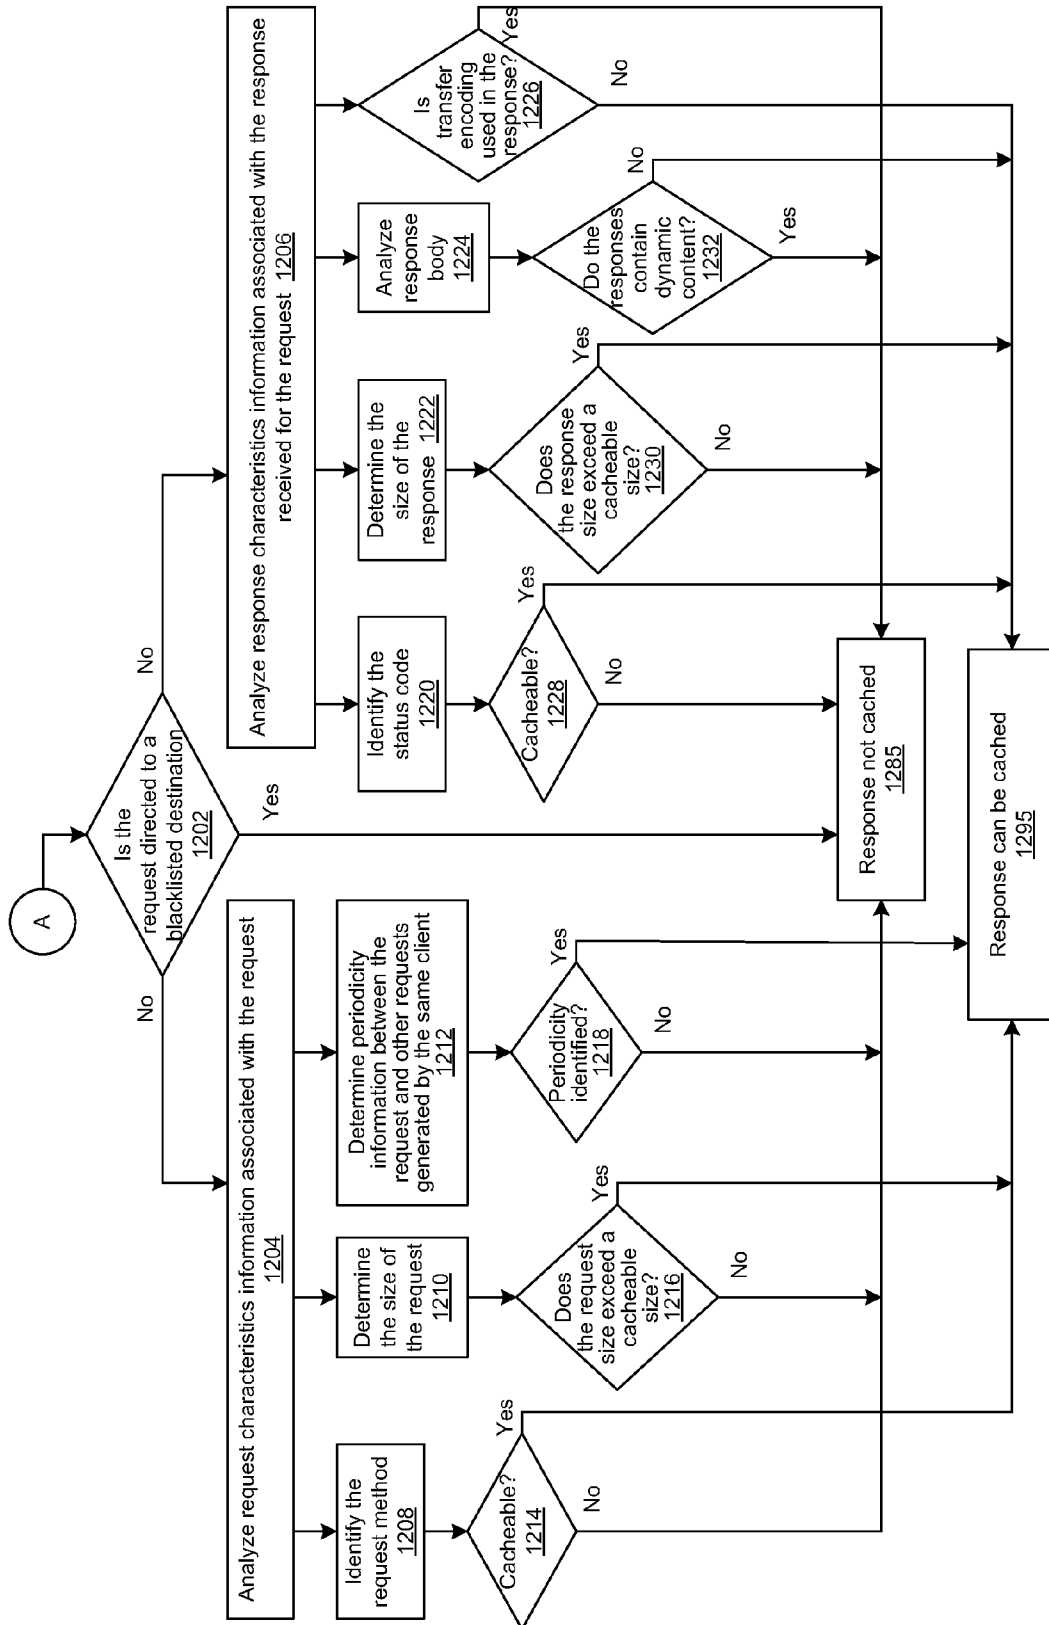 A
Is the
request directed to a
blacklisted destination
1202
No
No
Yes
Analyze request characteristics information associated with the request
1204
Identify the
request method
1208
Cacheable?
1214
Yes
No
Determine
the size of
the request
1210
Does
the request
size exceed a
cacheable
size?
1216
Yes
No
Determine periodicity
information between the
request and other requests
generated by the same client
1212
Periodicity
identified?
1218
Yes
No
Analyze response characteristics information associated with the response
received for the request 1206
Identify the
status code
1220
Cacheable?
1228
Yes
No
Determine the
size of the
response 1222
Does
the response
size exceed a
cacheable
size?
1230
Yes
No
Analyze
response
body
1224
Do the
responses
contain
dynamic
content?
1232
No
Yes
Is
transfer
encoding
used in the
response?
1226
Yes
No
Response not cached
1285
Response can be cached
1295